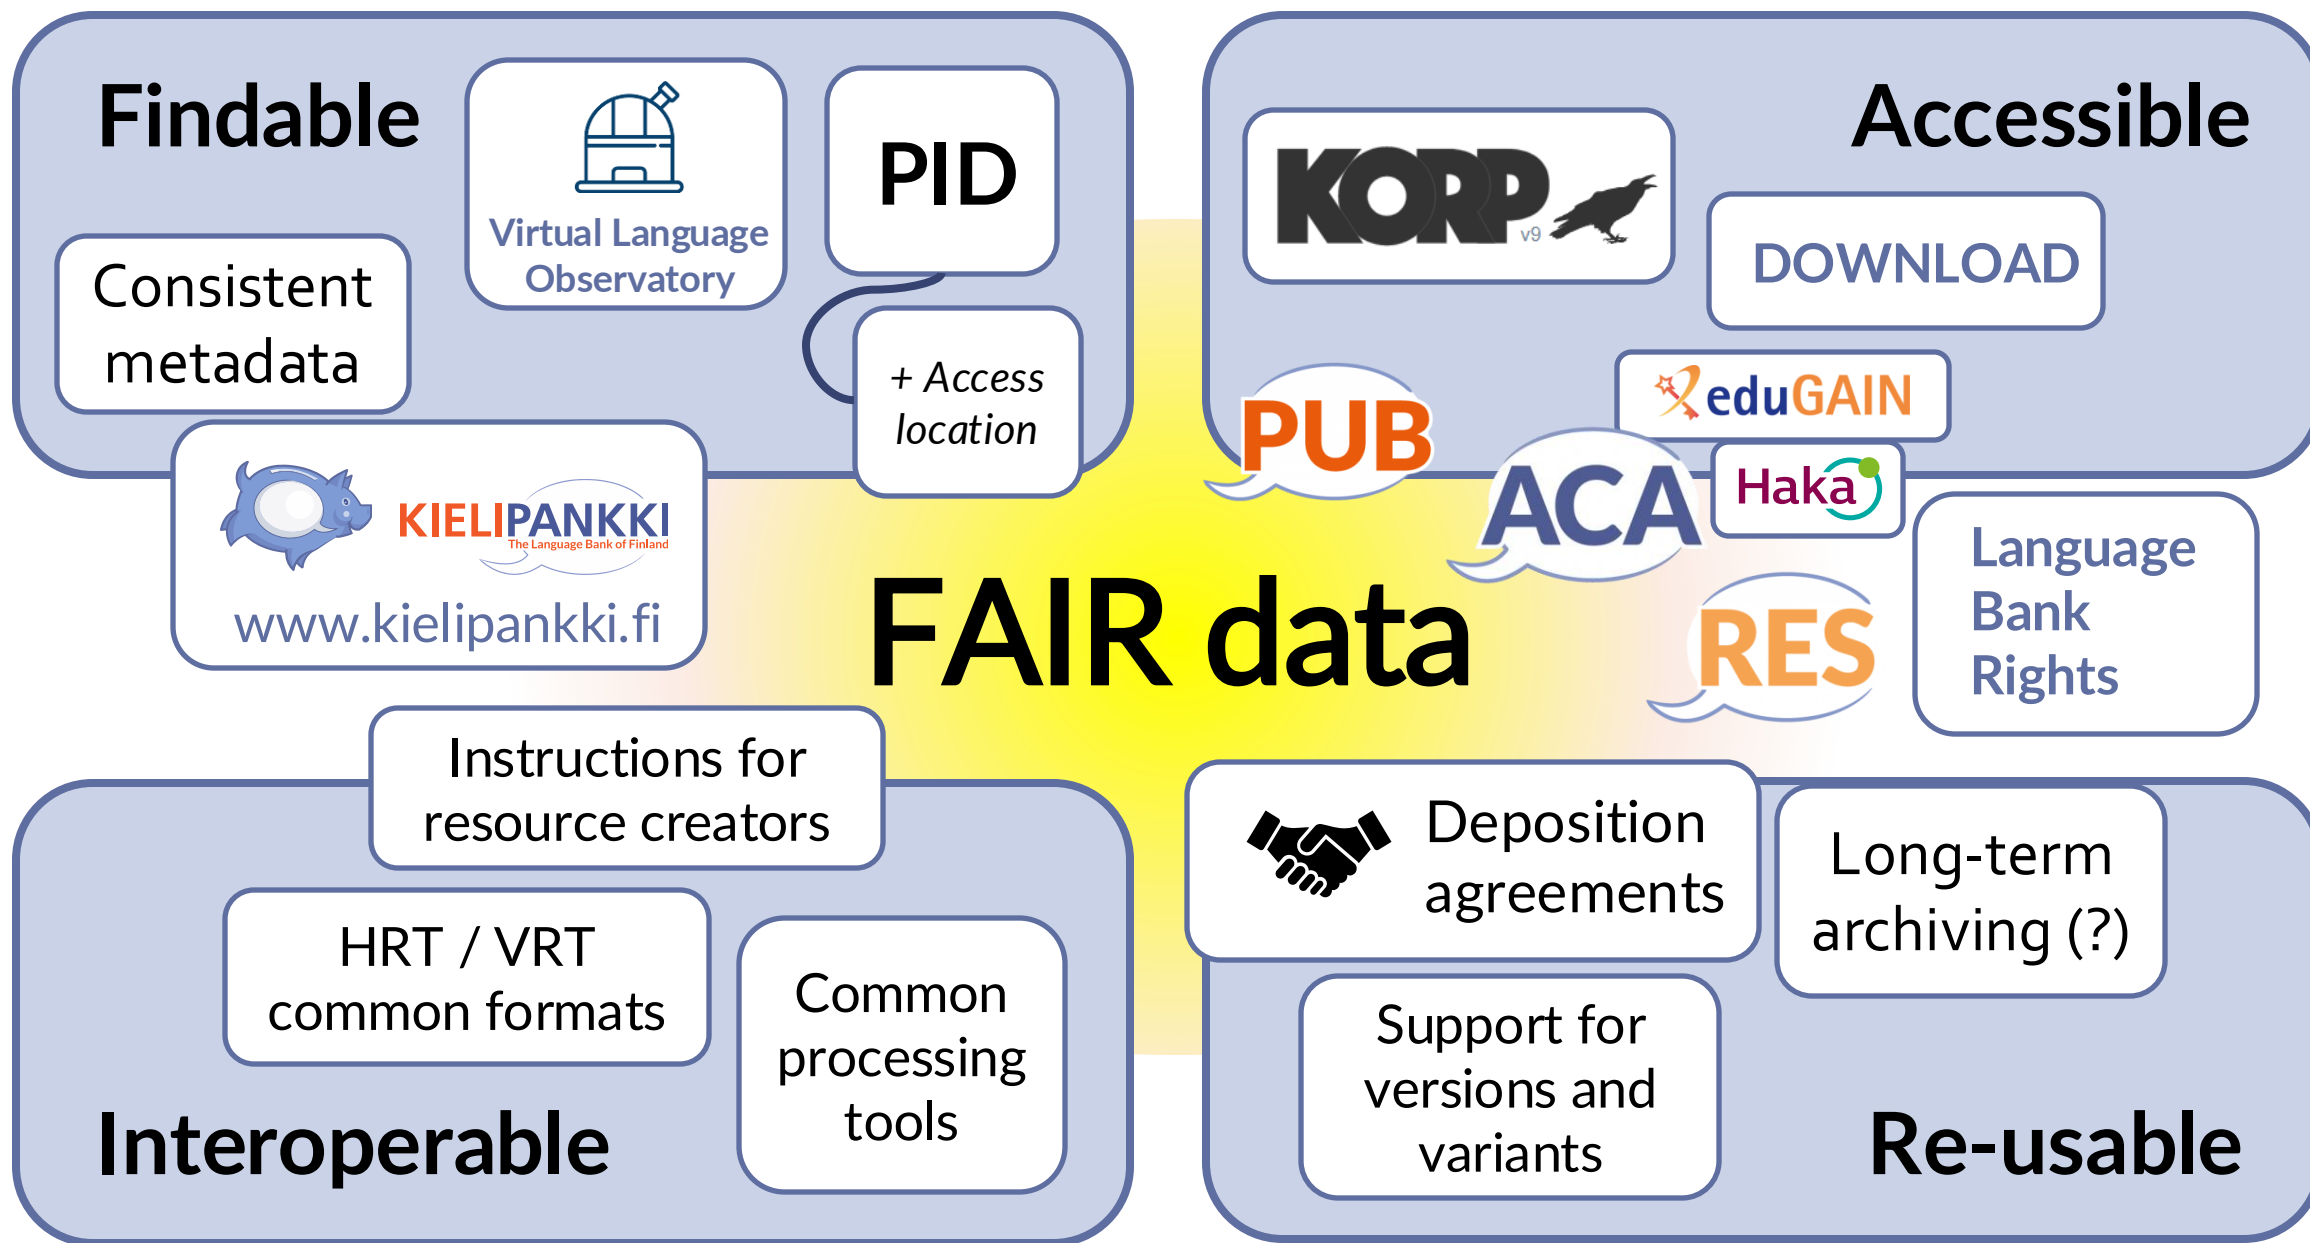 Findable
Virtual Language
Observatory
PID
Consistent
metadata
+ Access
location
KIELIPANKKI
The Language Bank of Finland
www.kielipankki.fi
Accessible
KORP
v9
DOWNLOAD
eduGAIN
PUB
ACA
Haka
RES
Language
Bank
Rights
FAIR data
Instructions for
resource creators
HRT / VRT
common formats
Common
processing
tools
Interoperable
Deposition
agreements
Long-term
archiving (?)
Support for
versions and
variants
Re-usable